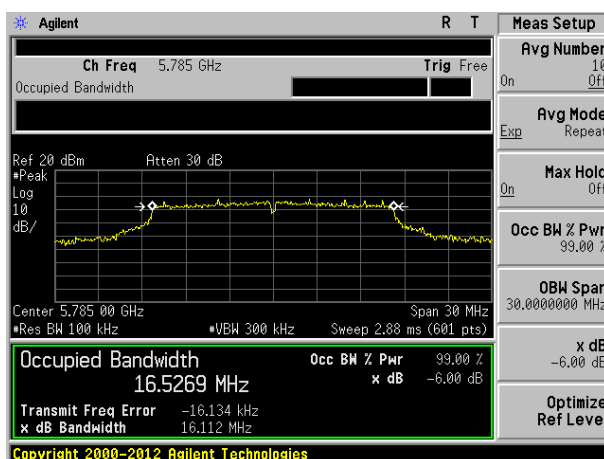 Agilent R T
Meas Setup
Ch Freq 5.785 GHz Trig Free
Occupied Bandwidth
Ref 20 dBm Atten 30 dB
#Peak
Log
10
dB/
Center 5.785 00 GHz Span 30 MHz
#Res BW 100 kHz #VBW 300 kHz Sweep 2.88 ms (601 pts)
Occupied Bandwidth Occ BW % Pwr 99.00 %
16.5269 MHz x dB -6.00 dB
Transmit Freq Error -16.134 kHz
x dB Bandwidth 16.112 MHz
Copyright 2000-2012 Agilent Technologies
Avg Number
10
On Off
Avg Mode
Exp Repeat
Max Hold
On Off
Occ BW % Pwr
99.00 %
OBW Span
30.0000000 MHz
x dB
-6.00 dB
Optimize
Ref Level